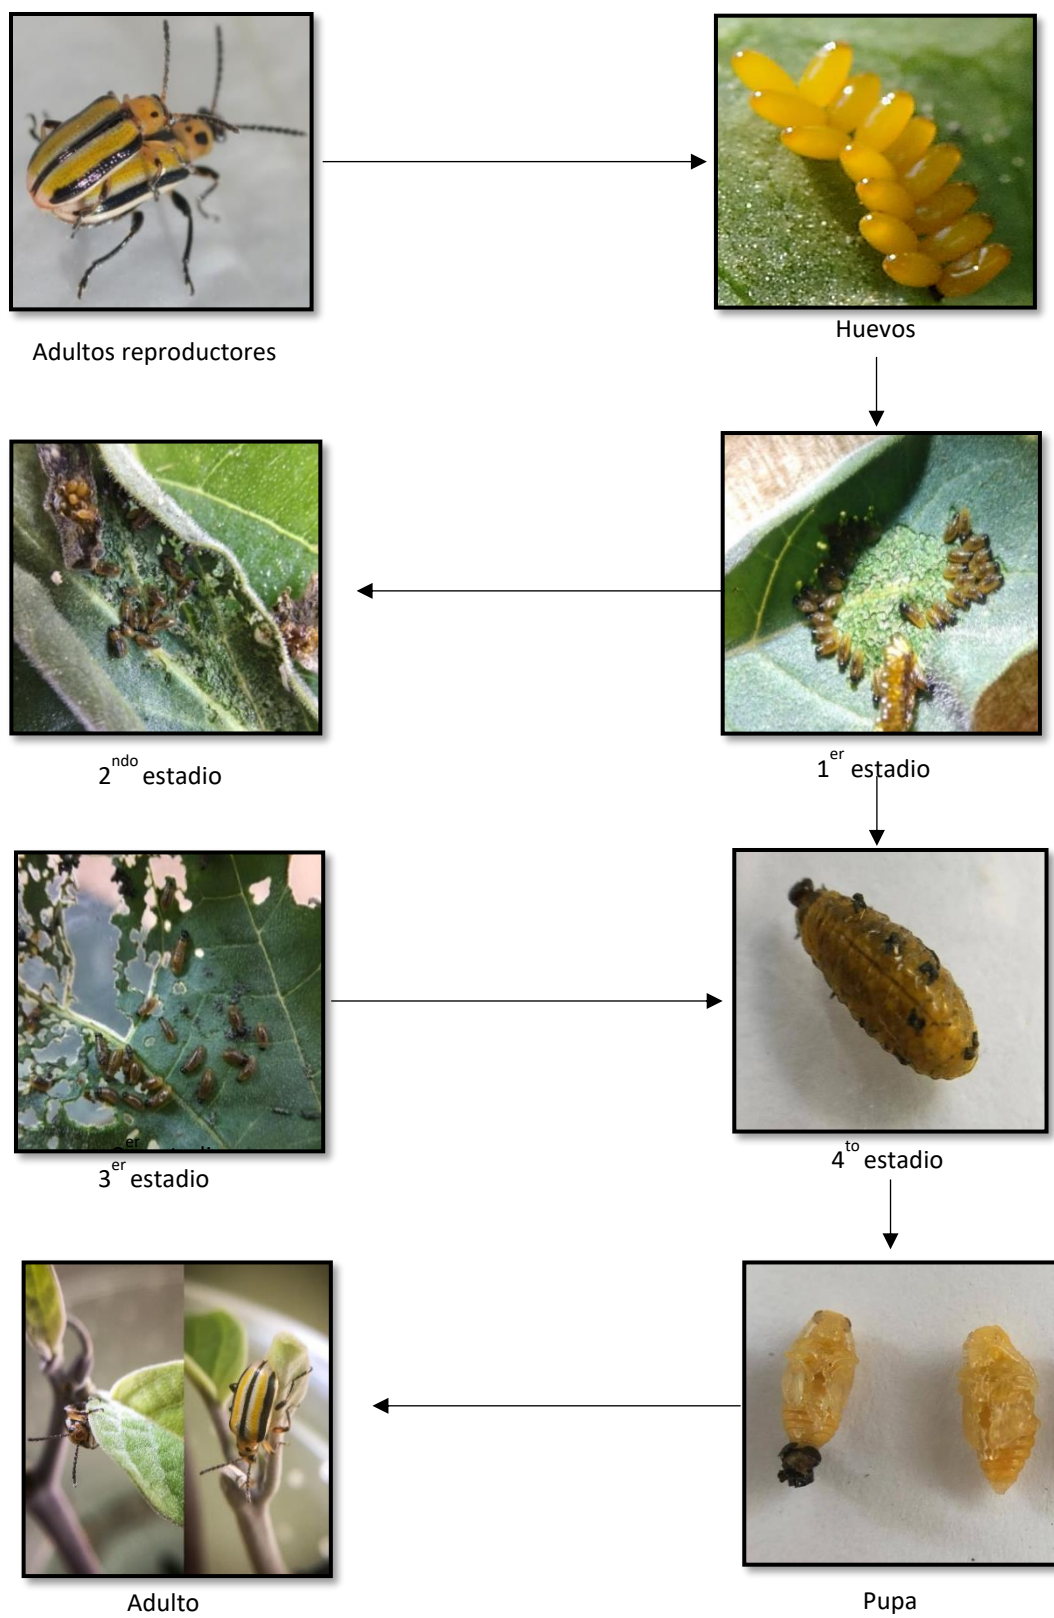 Adultos reproductores
Huevos
2ndo estadio
1er estadio
3er estadio
4to estadio
Adulto
Pupa